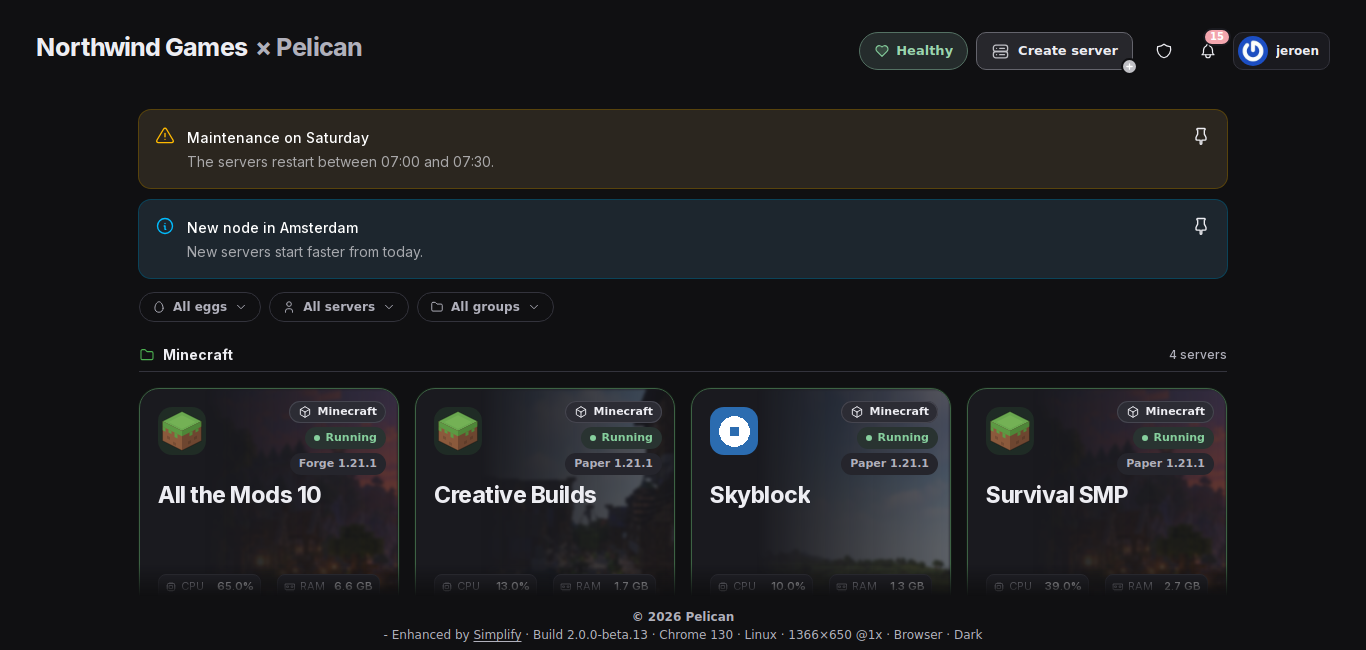 Northwind Games × Pelican
Healthy
Create server
15
jeroen
Maintenance on Saturday
The servers restart between 07:00 and 07:30.
New node in Amsterdam
New servers start faster from today.
All eggs
All servers
All groups
Minecraft
4 servers
Minecraft
Running
Forge 1.21.1
All the Mods 10
CPU 65.0%
RAM 6.6 GB
Minecraft
Running
Paper 1.21.1
Creative Builds
CPU 13.0%
RAM 1.7 GB
Minecraft
Running
Paper 1.21.1
Skyblock
CPU 10.0%
RAM 1.3 GB
Minecraft
Running
Paper 1.21.1
Survival SMP
CPU 39.0%
RAM 2.7 GB
© 2026 Pelican
- Enhanced by Simplify · Build 2.0.0-beta.13 · Chrome 130 · Linux · 1366×650 @1x · Browser · Dark